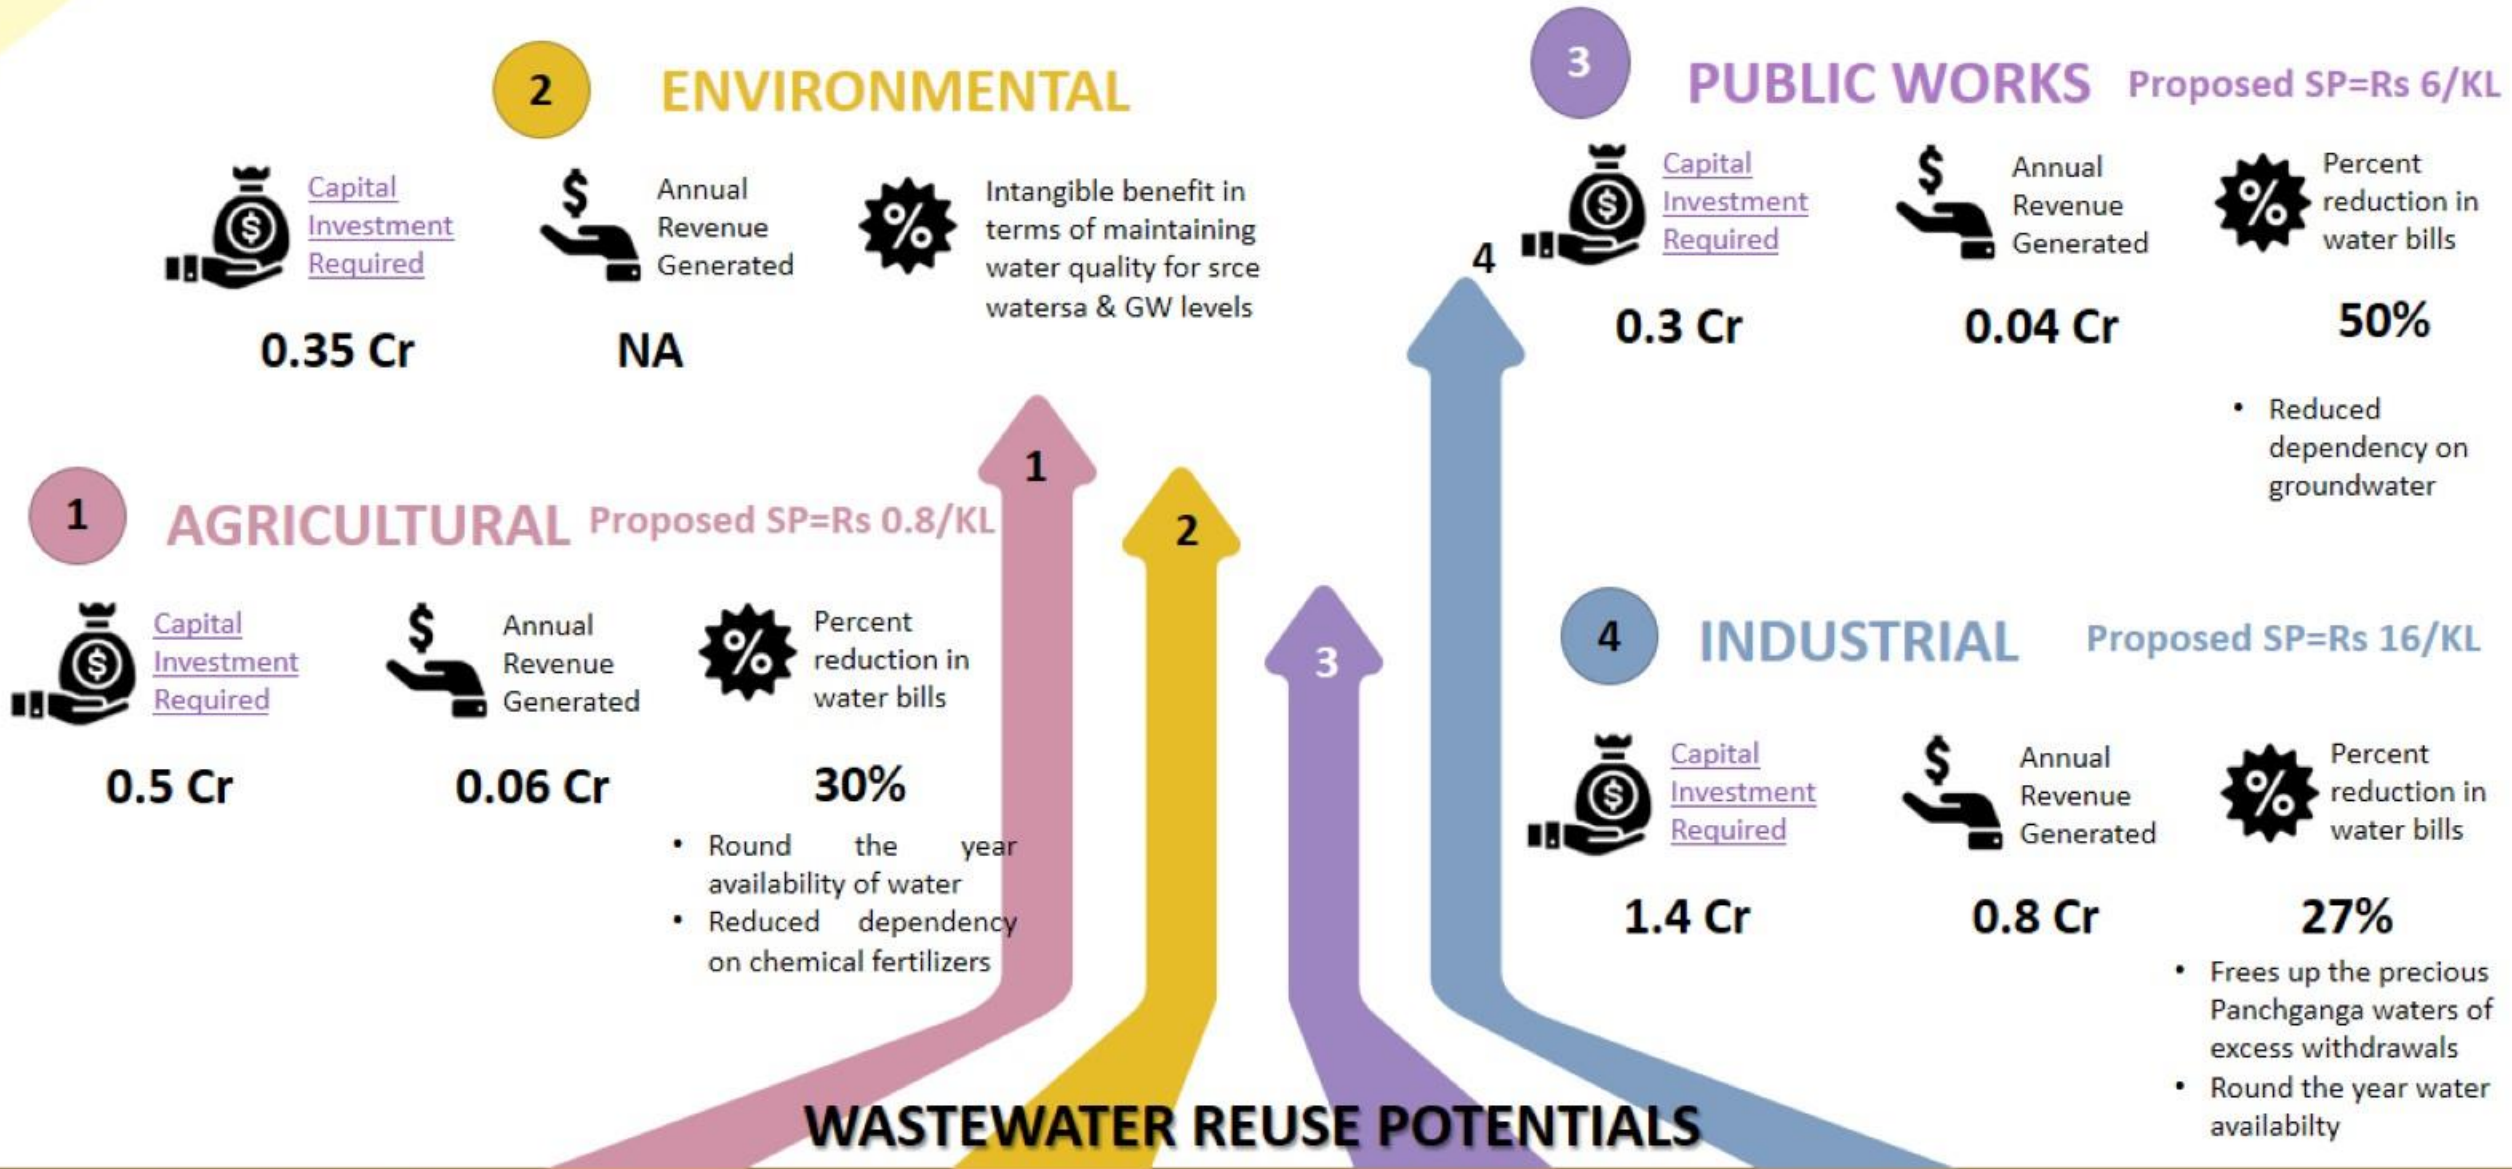 2
ENVIRONMENTAL
Capital
Investment
Required
0.35 Cr
$
Annual
Revenue
Generated
NA
%
Intangible benefit in
terms of maintaining
water quality for srce
watersa & GW levels
3
PUBLIC WORKS
Proposed SP=Rs 6/KL
Capital
Investment
Required
0.3 Cr
$
Annual
Revenue
Generated
0.04 Cr
%
Percent
reduction in
water bills
50%
• Reduced
dependency on
groundwater
1
AGRICULTURAL
Proposed SP=Rs 0.8/KL
Capital
Investment
Required
0.5 Cr
$
Annual
Revenue
Generated
0.06 Cr
%
Percent
reduction in
water bills
30%
• Round the year
availability of water
• Reduced dependency
on chemical fertilizers
1
2
3
4
4
INDUSTRIAL
Proposed SP=Rs 16/KL
Capital
Investment
Required
1.4 Cr
$
Annual
Revenue
Generated
0.8 Cr
%
Percent
reduction in
water bills
27%
• Frees up the precious
Panchganga waters of
excess withdrawals
• Round the year water
availabilty
WASTEWATER REUSE POTENTIALS